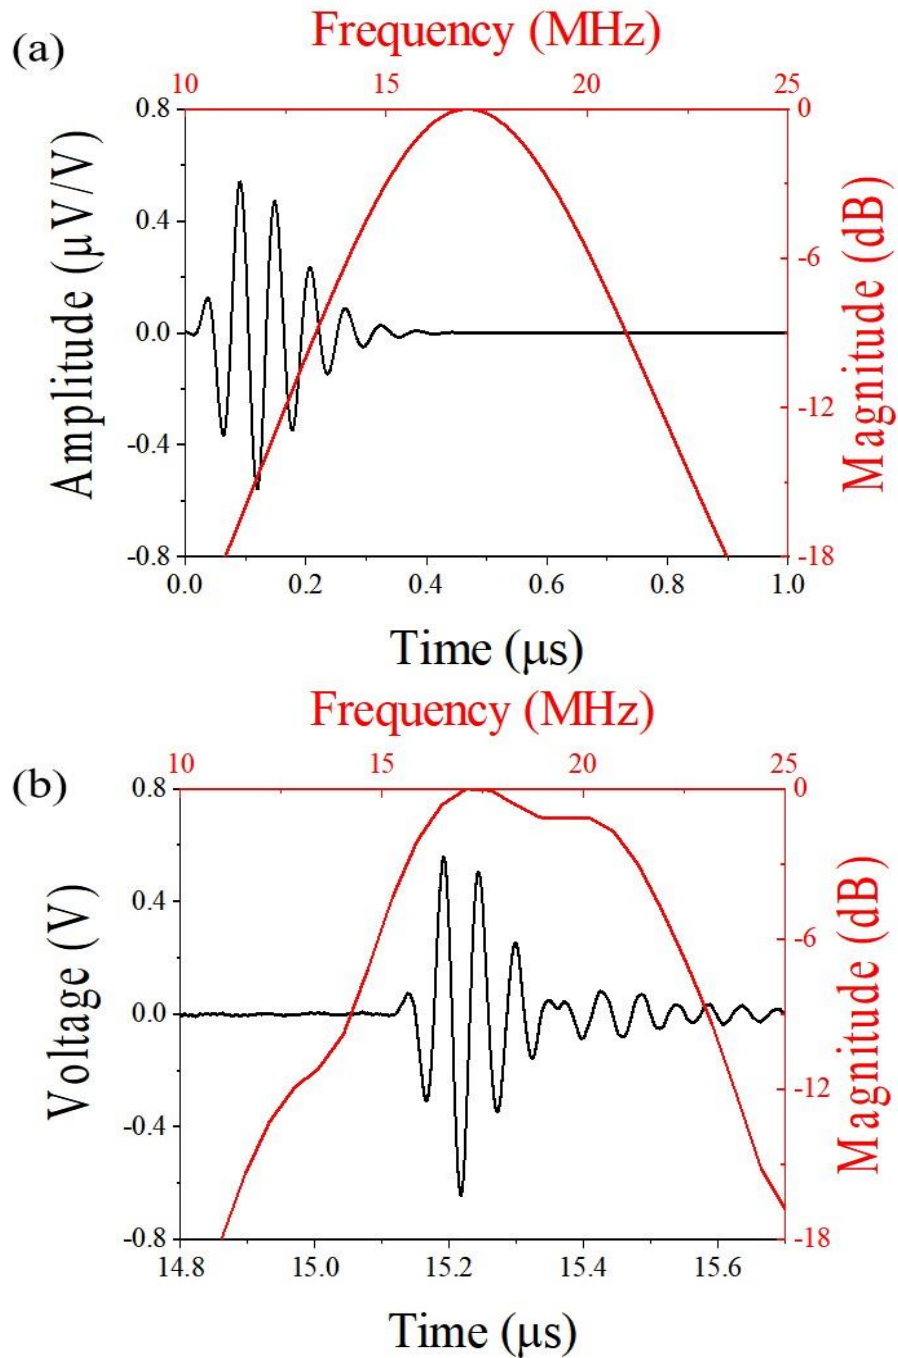 (a)
Frequency (MHz)
10 15 20 25
0.8 0
0.4
-6
0.0
-12
-0.4
-0.8 -18
Amplitude (μV/V)
Magnitude (dB)
0.0 0.2 0.4 0.6 0.8 1.0
Time (μs)
Frequency (MHz)
(b)
10 15 20 25
0.8 0
0.4
-6
0.0
-12
-0.4
-0.8 -18
Voltage (V)
Magnitude (dB)
14.8 15.0 15.2 15.4 15.6
Time (μs)